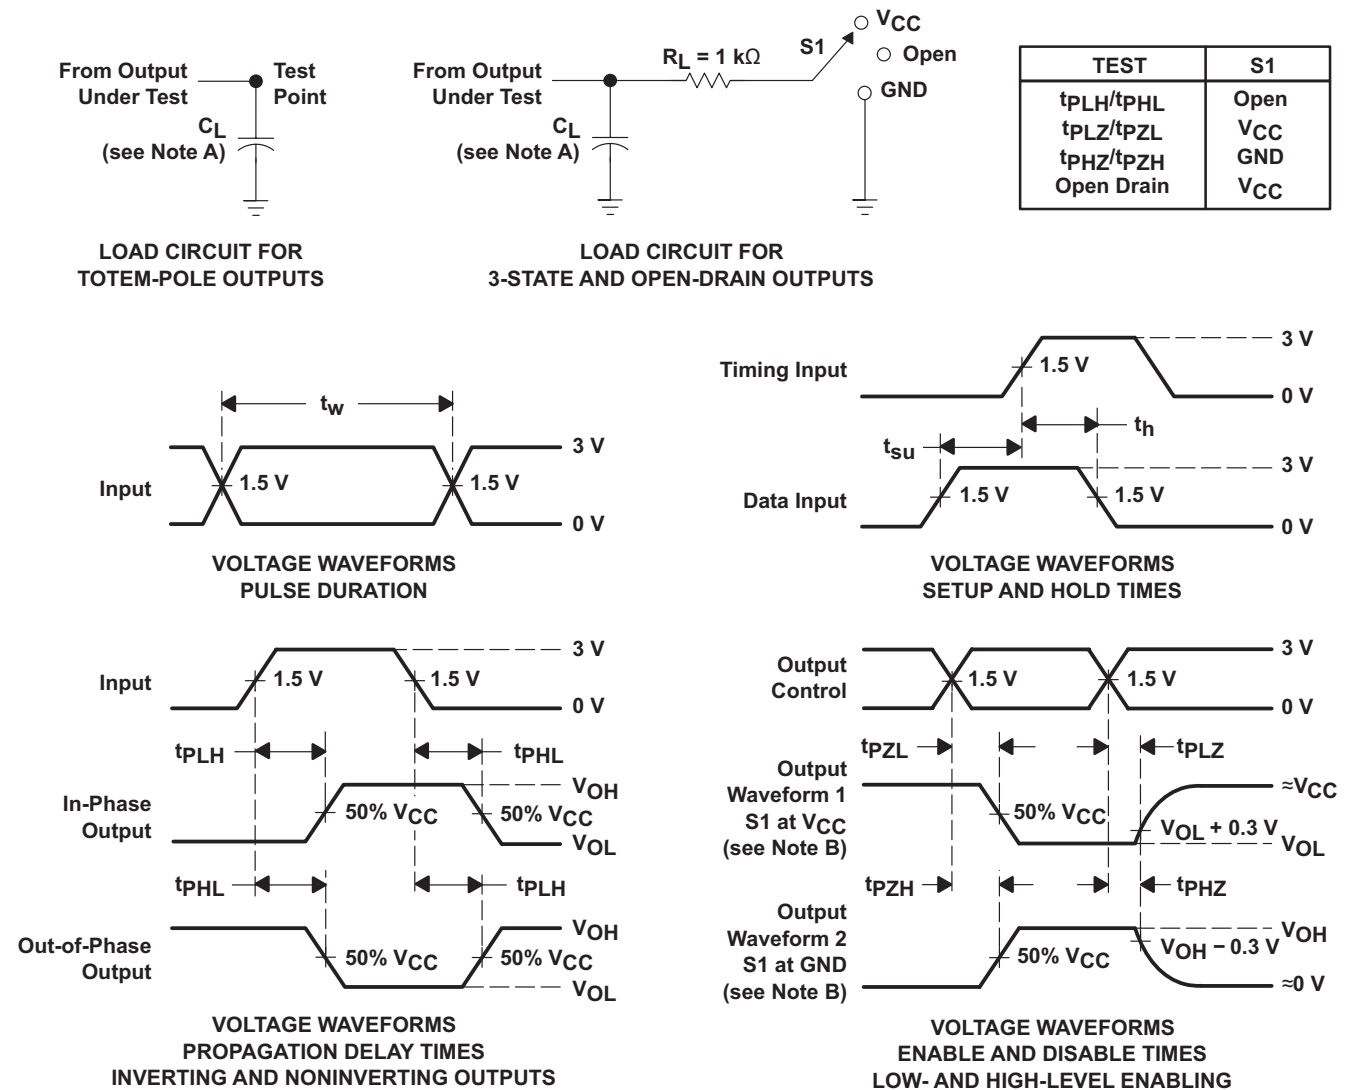 From Output
Under Test
Test
Point
CL
(see Note A)
LOAD CIRCUIT FOR
TOTEM-POLE OUTPUTS
From Output
Under Test
RL = 1 kΩ
S1
VCC
Open
GND
CL
(see Note A)
LOAD CIRCUIT FOR
3-STATE AND OPEN-DRAIN OUTPUTS
TEST S1
tPLH/tPHL Open
tPLZ/tPZL VCC
tPHZ/tPZH GND
Open Drain VCC
tw
Input
1.5 V
1.5 V
3 V
0 V
VOLTAGE WAVEFORMS
PULSE DURATION
Timing Input
1.5 V
3 V
0 V
th
tsu
Data Input
1.5 V
1.5 V
3 V
0 V
VOLTAGE WAVEFORMS
SETUP AND HOLD TIMES
Input
1.5 V
1.5 V
3 V
0 V
tPLH
tPHL
In-Phase
Output
50% VCC
50% VCC
VOH
VOL
tPHL
tPLH
Out-of-Phase
Output
50% VCC
50% VCC
VOH
VOL
VOLTAGE WAVEFORMS
PROPAGATION DELAY TIMES
INVERTING AND NONINVERTING OUTPUTS
Output
Control
1.5 V
1.5 V
3 V
0 V
tPZL
tPLZ
Output
Waveform 1
S1 at VCC
(see Note B)
50% VCC
≈VCC
VOL + 0.3 V
VOL
tPZH
tPHZ
Output
Waveform 2
S1 at GND
(see Note B)
50% VCC
VOH
VOH − 0.3 V
≈0 V
VOLTAGE WAVEFORMS
ENABLE AND DISABLE TIMES
LOW- AND HIGH-LEVEL ENABLING